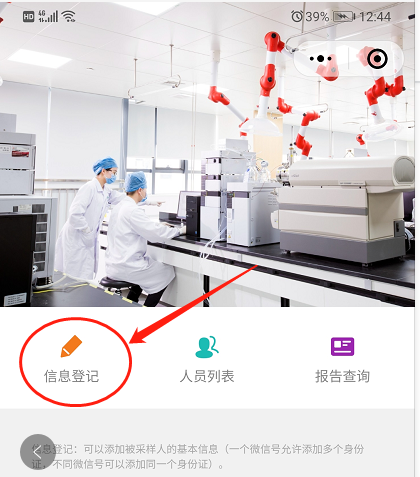 HD 4G 39% 12:44
信息登记 人员列表 报告查询
信息登记：可以添加被采样人的基本信息（一个微信号允许添加多个身份
证，不同微信号可以添加同一个身份证）。